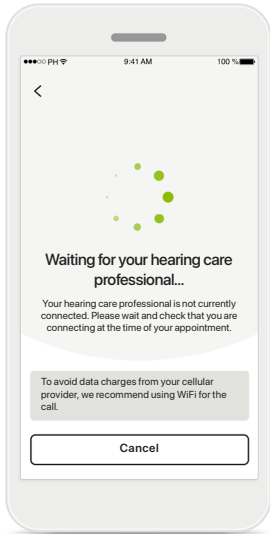 ●●●○○ PH 9:41 AM 100 %
Waiting for your hearing care
professional...
Your hearing care professional is not currently
connected. Please wait and check that you are
connecting at the time of your appointment.
To avoid data charges from your cellular
provider, we recommend using WiFi for the
call.
Cancel